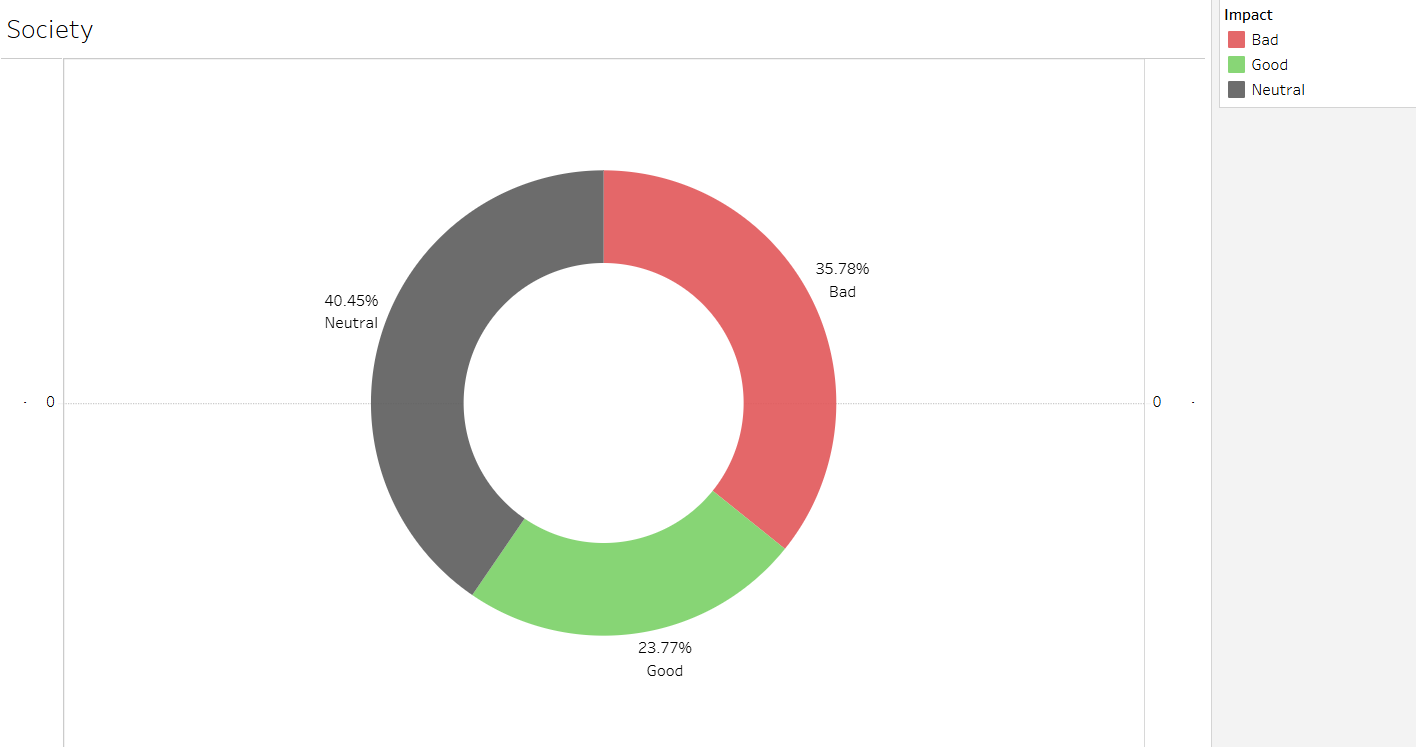 Society
Impact
Bad
Good
Neutral
35.78%
Bad
40.45%
Neutral
0
0
23.77%
Good